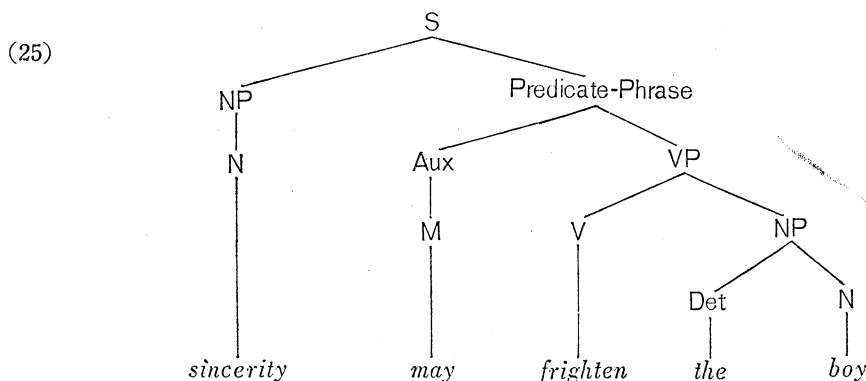 S
(25)
NP Predicate-Phrase
N Aux VP
M V NP
Det N
sincerity may frighten the boy